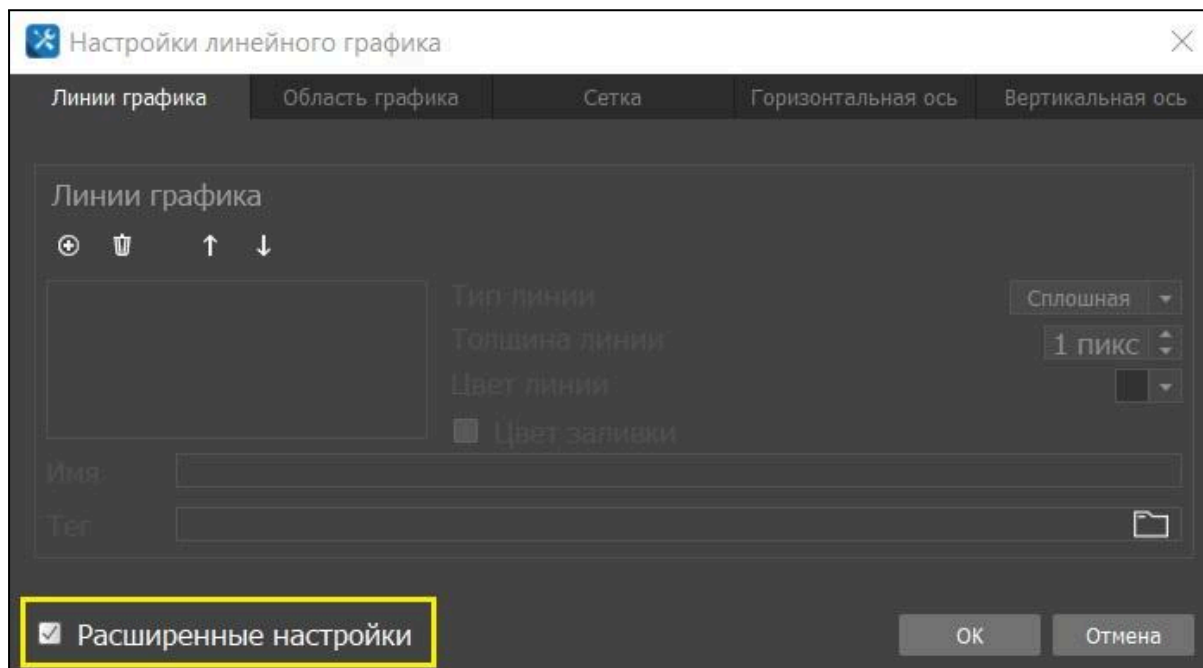 Настройки линейного графика
Линии графика Область графика Сетка Горизонтальная ось Вертикальная ось
Линии графика
Тип линии Сплошная
Толщина линии 1 пикс
Цвет линии
Цвет заливки
Имя
Тег
Расширенные настройки ОК Отмена